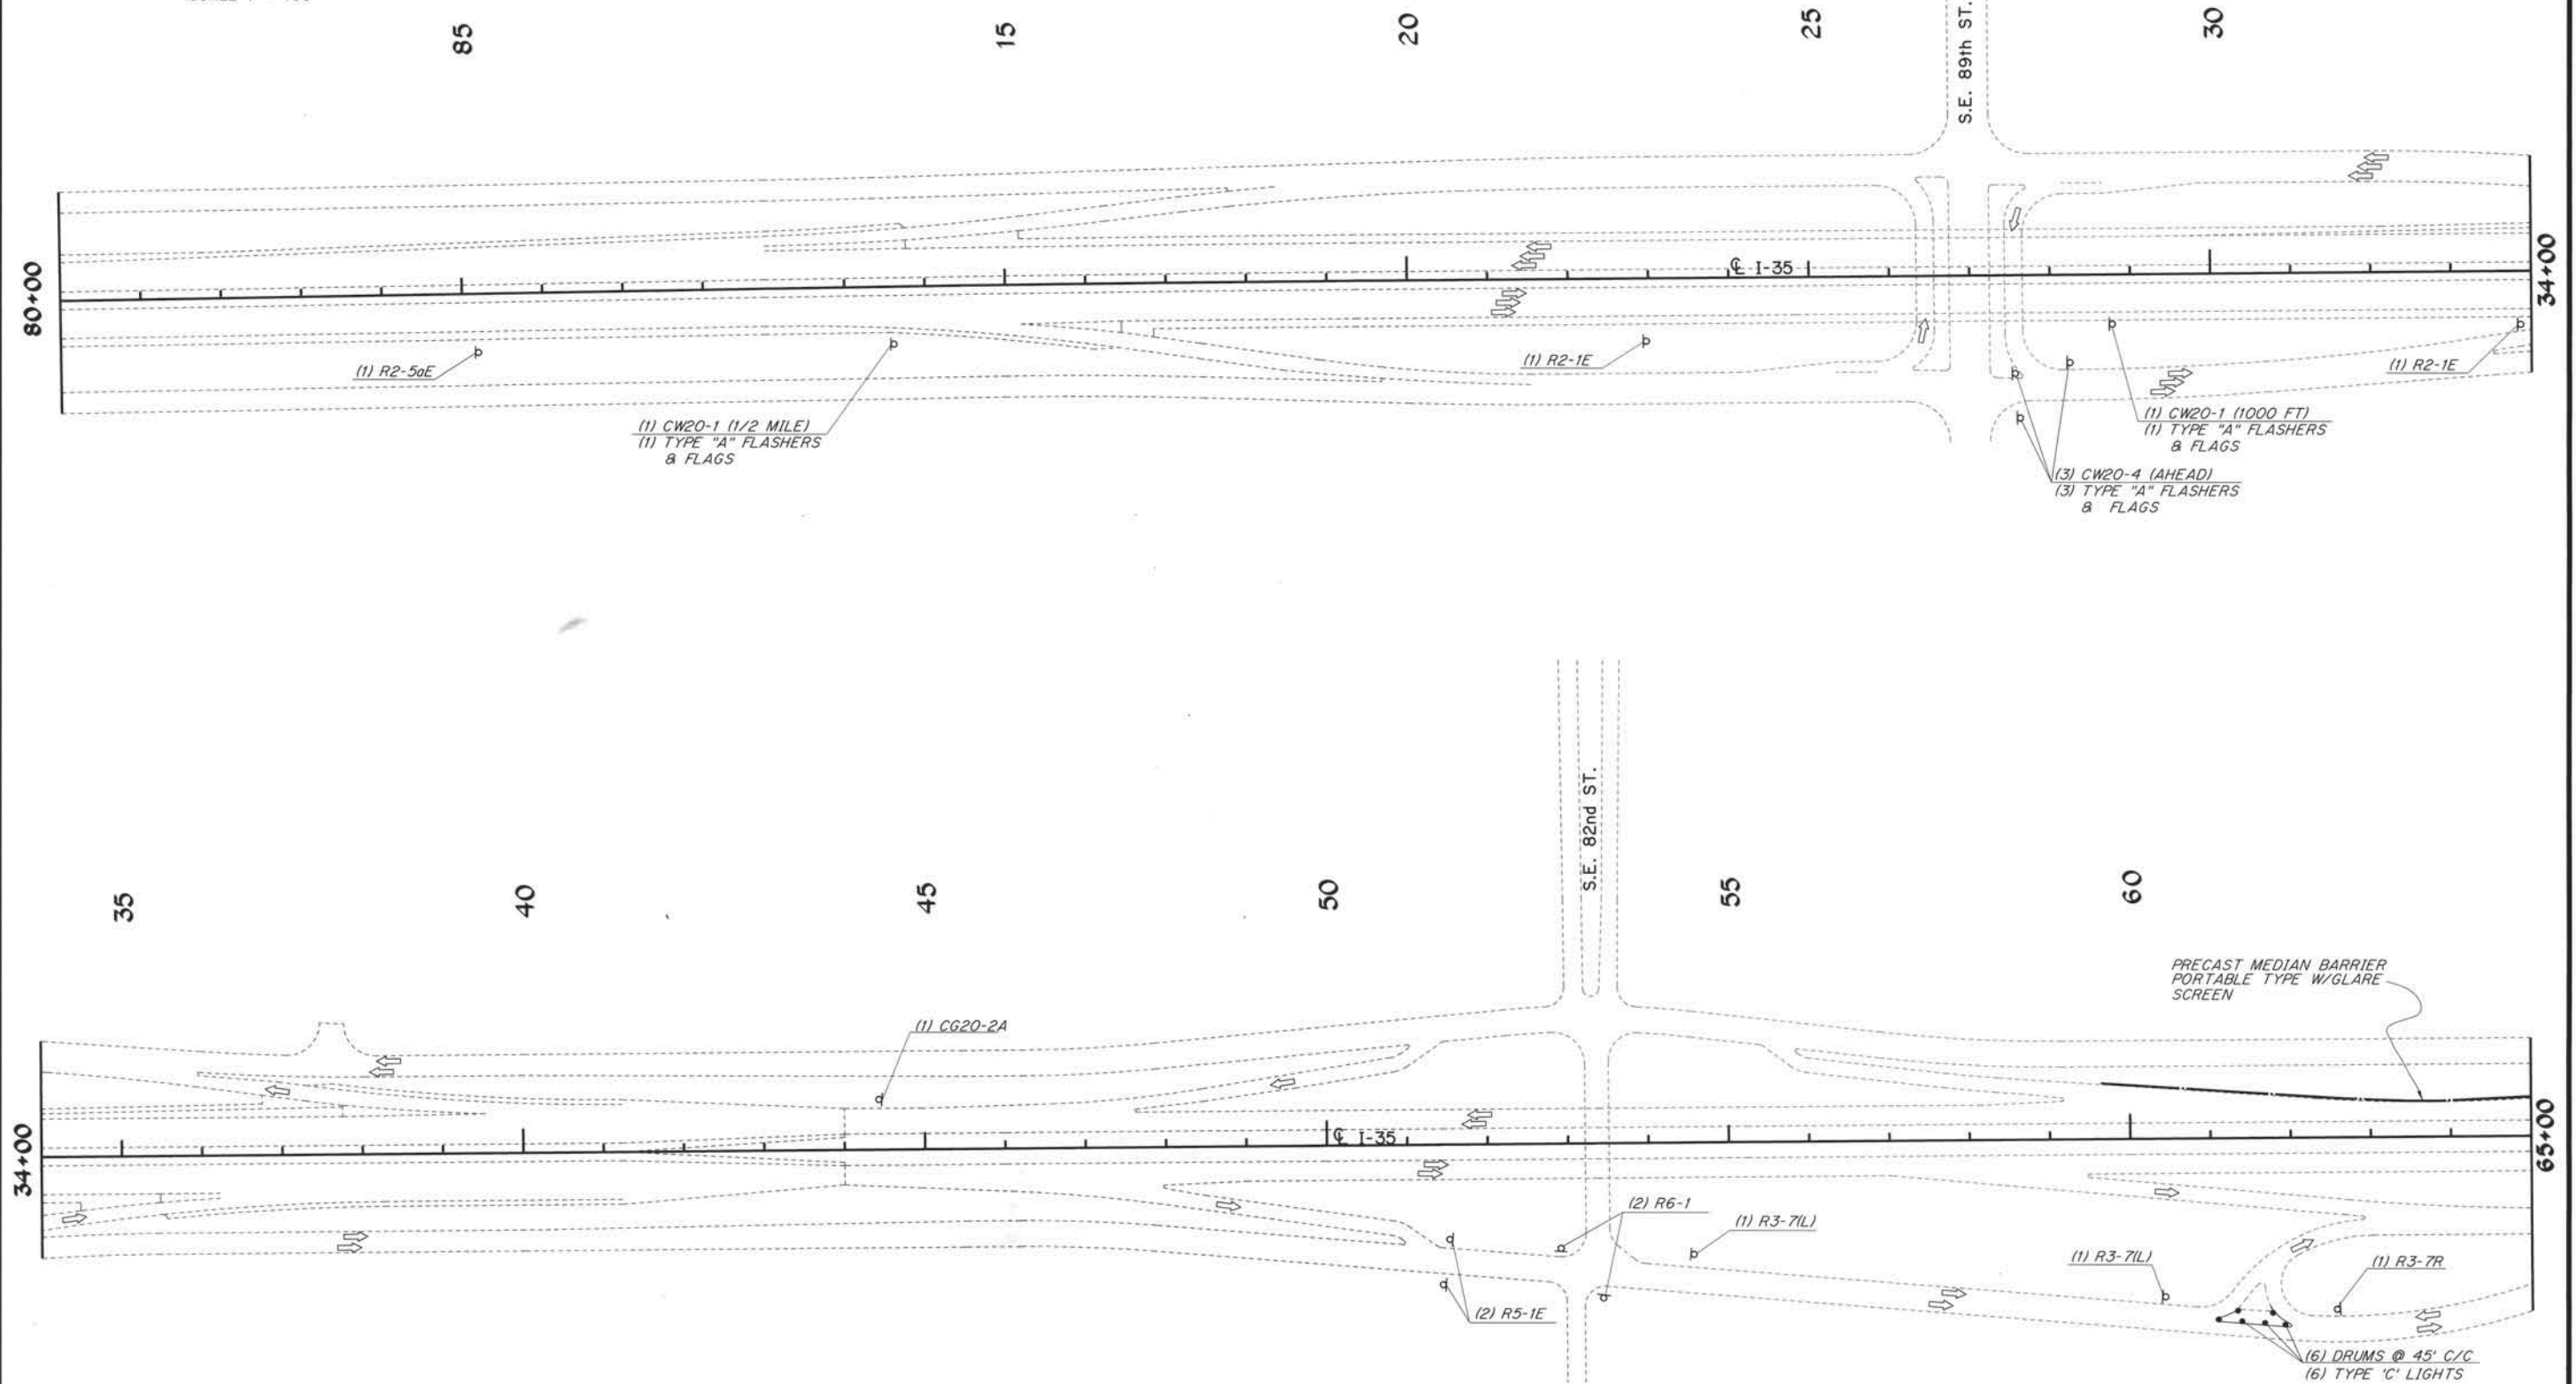 85
15
20
25
30
S.E. 89th ST.
80+00
34+00
℄ I-35
(1) R2-5aE
(1) CW20-1 (1/2 MILE)
(1) TYPE "A" FLASHERS
& FLAGS
(1) R2-1E
(1) R2-1E
(1) CW20-1 (1000 FT)
(1) TYPE "A" FLASHERS
& FLAGS
(3) CW20-4 (AHEAD)
(3) TYPE "A" FLASHERS
& FLAGS
35
40
45
50
55
60
S.E. 82nd ST.
PRECAST MEDIAN BARRIER
PORTABLE TYPE W/GLARE
SCREEN
(1) CG20-2A
34+00
65+00
℄ I-35
(2) R6-1
(1) R3-7(L)
(1) R3-7(L)
(1) R3-7R
(2) R5-1E
(6) DRUMS @ 45' C/C
(6) TYPE 'C' LIGHTS